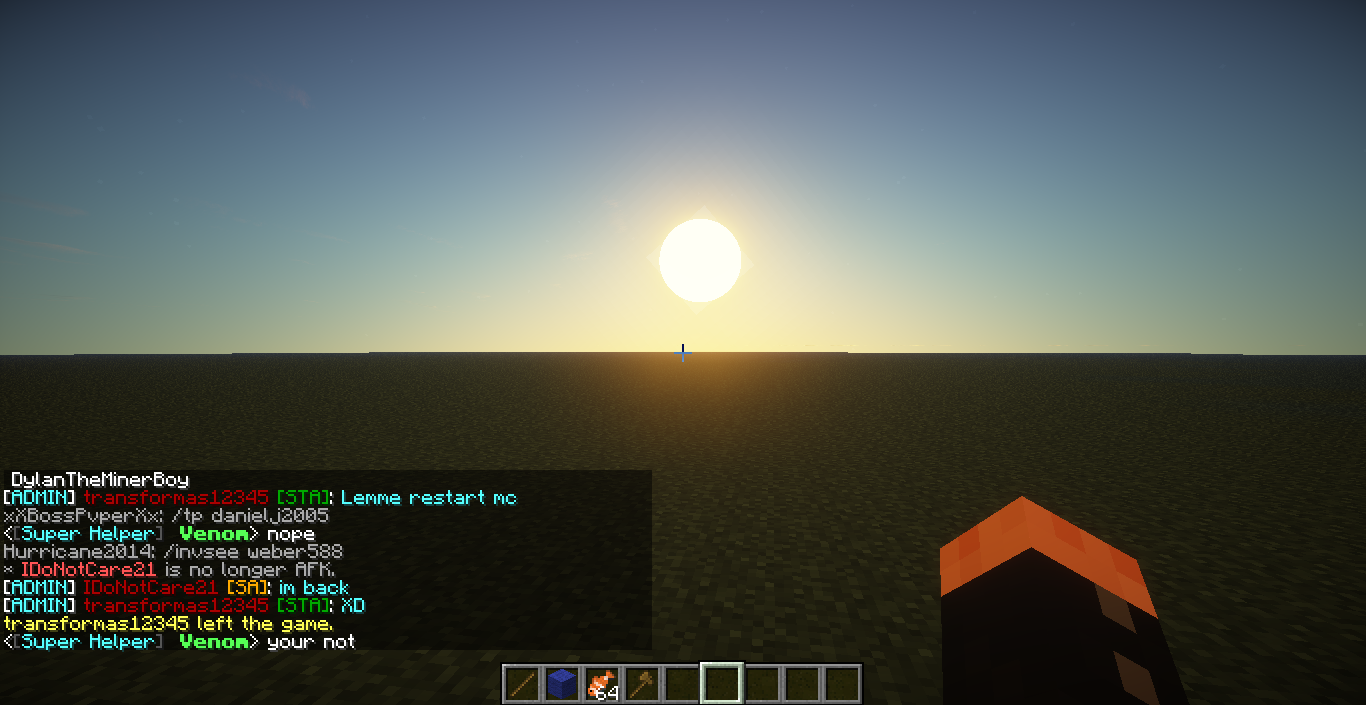 DylanTheMinerBoy
[ADMIN] transformas12345 [STA]: Lemme restart mc
xXBossPvperXx: /tp danielj2005
<[Super Helper] Venom> nope
Hurricane2014: /invsee weber588
* IDoNotCare21 is no longer AFK.
[ADMIN] IDoNotCare21 [SA]: im back
[ADMIN] transformas12345 [STA]: XD
transformas12345 left the game.
<[Super Helper] Venom> your not
64